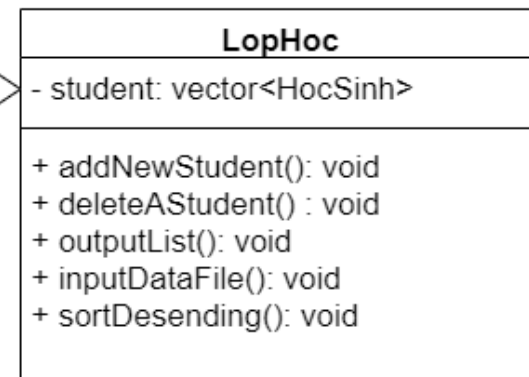 LopHoc
- student: vector<HocSinh>
+ addNewStudent(): void
+ deleteAStudent() : void
+ outputList(): void
+ inputDataFile(): void
+ sortDesending(): void